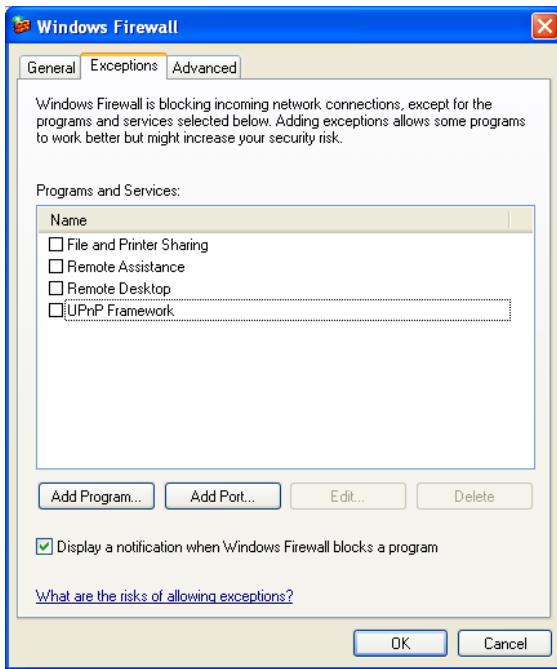 Windows Firewall
General Exceptions Advanced
Windows Firewall is blocking incoming network connections, except for the
programs and services selected below. Adding exceptions allows some programs
to work better but might increase your security risk.
Programs and Services:
Name
File and Printer Sharing
Remote Assistance
Remote Desktop
UPnP Framework
Add Program... Add Port... Edit... Delete
Display a notification when Windows Firewall blocks a program
What are the risks of allowing exceptions?
OK Cancel